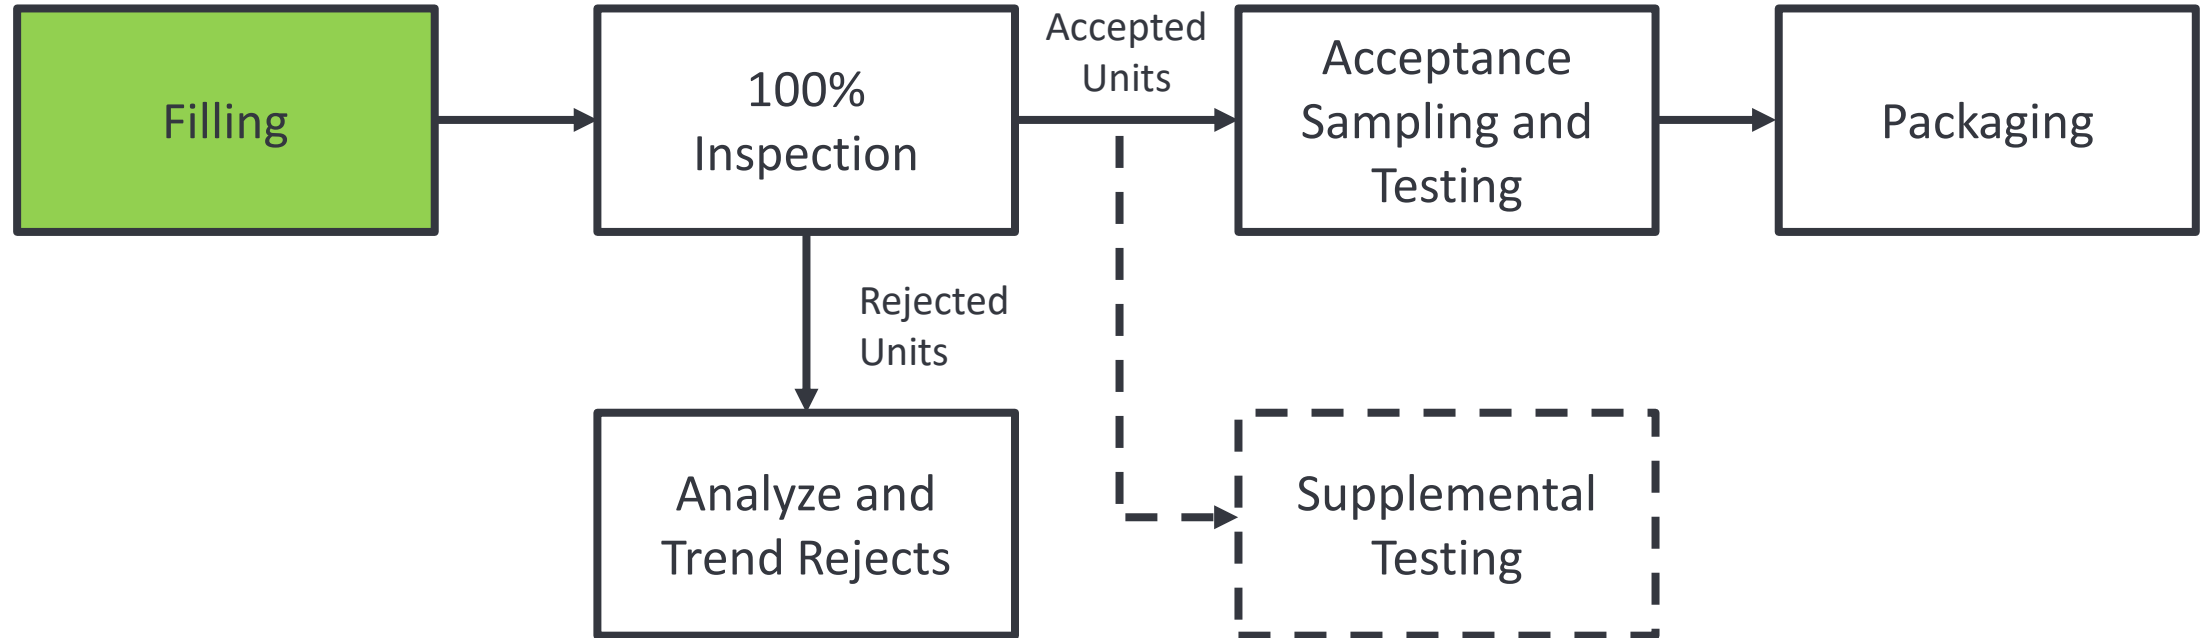 Filling
100%
Inspection
Accepted
Units
Acceptance
Sampling and
Testing
Packaging
Rejected
Units
Analyze and
Trend Rejects
Supplemental
Testing